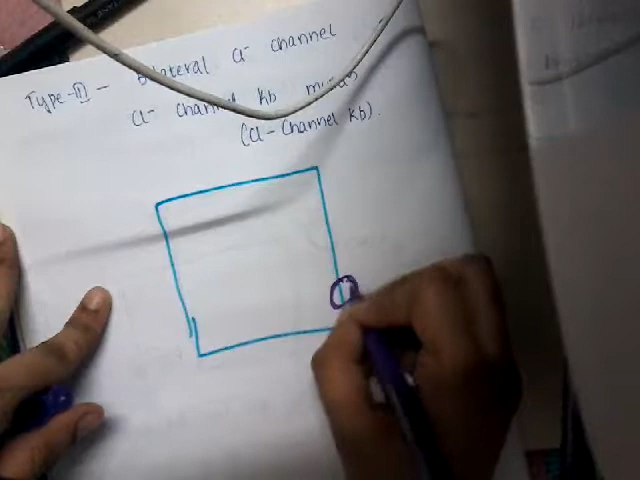 Type-III - Bilateral Cl- channel
Cl- channel Kb
(Cl- Channel Kb).